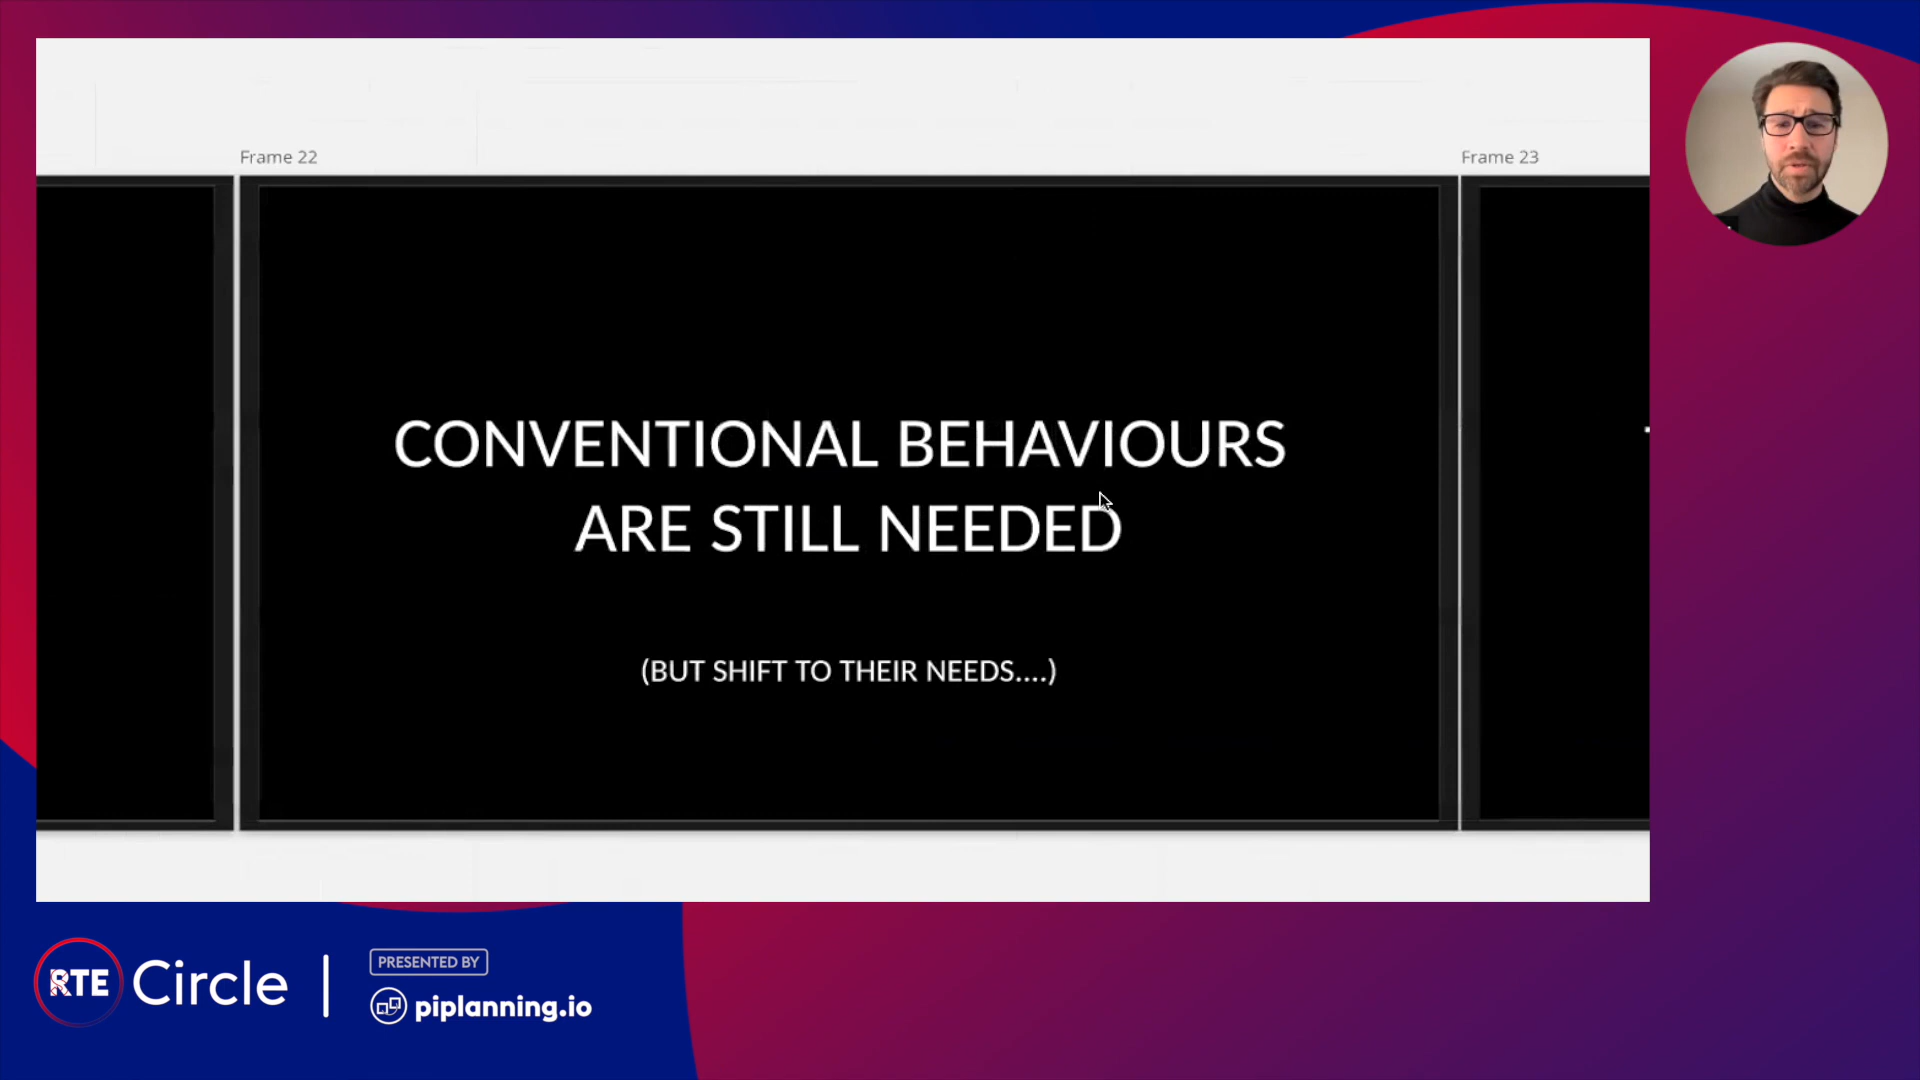 Frame 22
Frame 23
CONVENTIONAL BEHAVIOURS
ARE STILL NEEDED
(BUT SHIFT TO THEIR NEEDS....)
RTE Circle
PRESENTED BY
piplanning.io